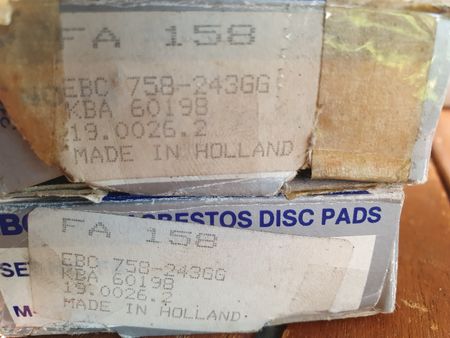 FA 158
EBC 758-243GG
KBA 60198
19.0026.2
MADE IN HOLLAND
ASBESTOS DISC PADS
FA 158
EBC 758-243GG
KBA 60198
19.0026.2
MADE IN HOLLAND